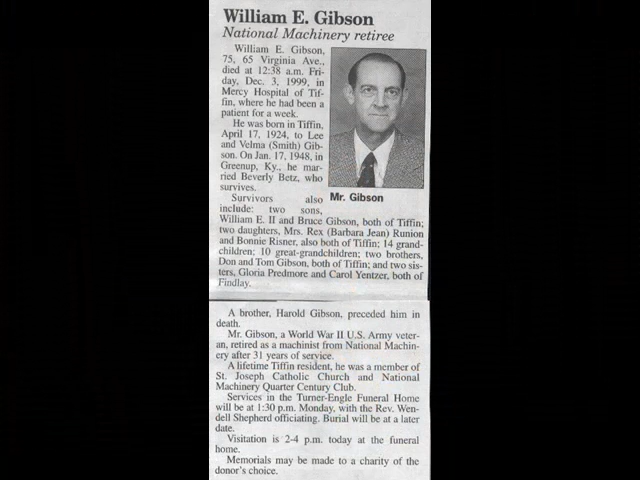 William E. Gibson
National Machinery retiree
William E. Gibson,
75, 65 Virginia Ave.,
died at 12:38 a.m. Fri-
day, Dec. 3, 1999, in
Mercy Hospital of Tif-
fin, where he had been a
patient for a week.
He was born in Tiffin,
April 17, 1924, to Lee
and Velma (Smith) Gib-
son. On Jan. 17, 1948, in
Greenup, Ky., he mar-
ried Beverly Betz, who
survives.
Mr. Gibson
Survivors also
include: two sons,
William E. II and Bruce Gibson, both of Tiffin;
two daughters, Mrs. Rex (Barbara Jean) Runion
and Bonnie Risner, also both of Tiffin; 14 grand-
children; 10 great-grandchildren; two brothers,
Don and Tom Gibson, both of Tiffin; and two sis-
ters, Gloria Predmore and Carol Yentzer, both of
Findlay.
A brother, Harold Gibson, preceded him in
death.
Mr. Gibson, a World War II U.S. Army veter-
an, retired as a machinist from National Machin-
ery after 31 years of service.
A lifetime Tiffin resident, he was a member of
St. Joseph Catholic Church and National
Machinery Quarter Century Club.
Services in the Turner-Engle Funeral Home
will be at 1:30 p.m. Monday, with the Rev. Wen-
dell Shepherd officiating. Burial will be at a later
date.
Visitation is 2-4 p.m. today at the funeral
home.
Memorials may be made to a charity of the
donor's choice.